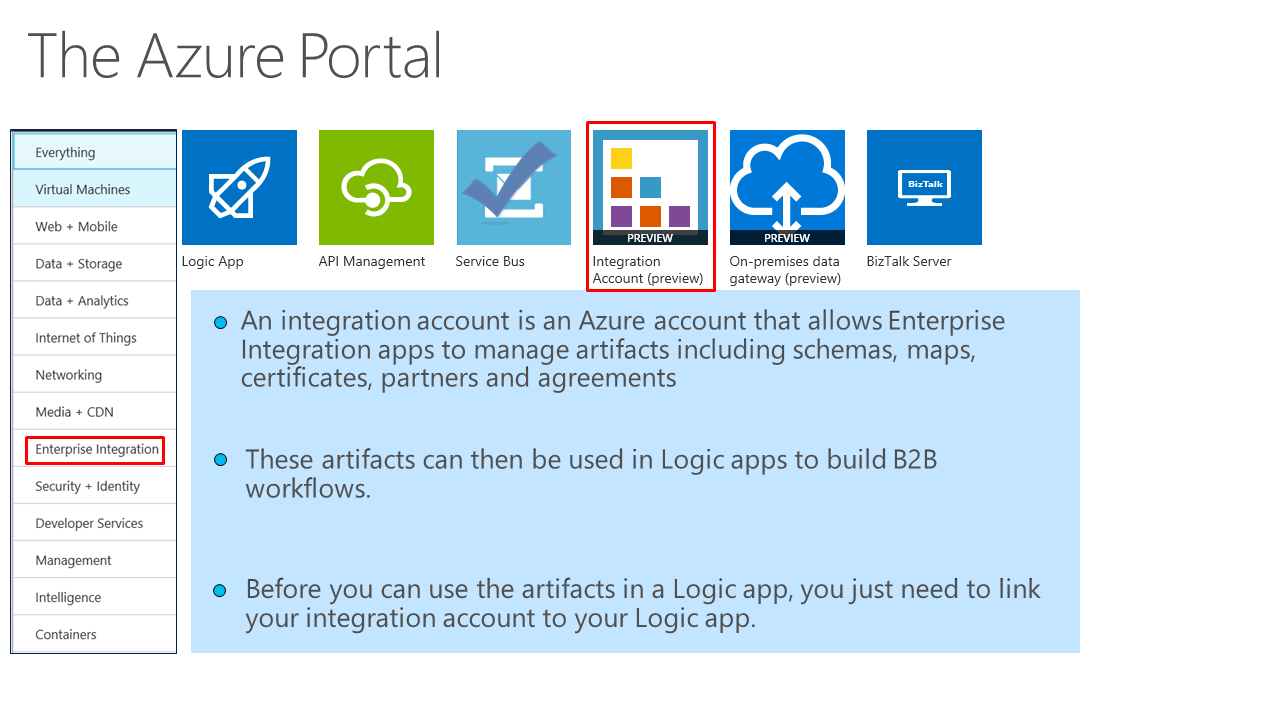 The Azure Portal
Everything
Virtual Machines
Web + Mobile
Data + Storage
Data + Analytics
Internet of Things
Networking
Media + CDN
Enterprise Integration
Security + Identity
Developer Services
Management
Intelligence
Containers
Logic App
API Management
Service Bus
PREVIEW
Integration
Account (preview)
PREVIEW
On-premises data
gateway (preview)
BizTalk
BizTalk Server
An integration account is an Azure account that allows Enterprise
Integration apps to manage artifacts including schemas, maps,
certificates, partners and agreements
These artifacts can then be used in Logic apps to build B2B
workflows.
Before you can use the artifacts in a Logic app, you just need to link
your integration account to your Logic app.